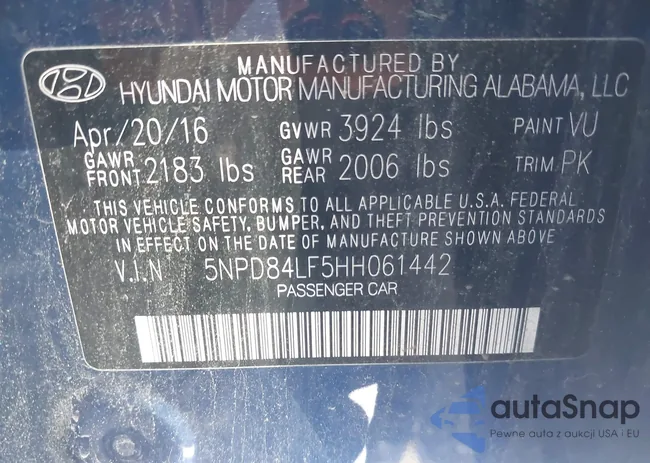 MANUFACTURED BY
HYUNDAI MOTOR MANUFACTURING ALABAMA, LLC
Apr/20/16 GVWR 3924 lbs PAINT VU
GAWR FRONT 2183 lbs GAWR REAR 2006 lbs TRIM PK
THIS VEHICLE CONFORMS TO ALL APPLICABLE U.S.A. FEDERAL
MOTOR VEHICLE SAFETY, BUMPER, AND THEFT PREVENTION STANDARDS
IN EFFECT ON THE DATE OF MANUFACTURE SHOWN ABOVE
V.I.N 5NPD84LF5HH061442
PASSENGER CAR
autaSnap
Pewne auta z aukcji USA i EU